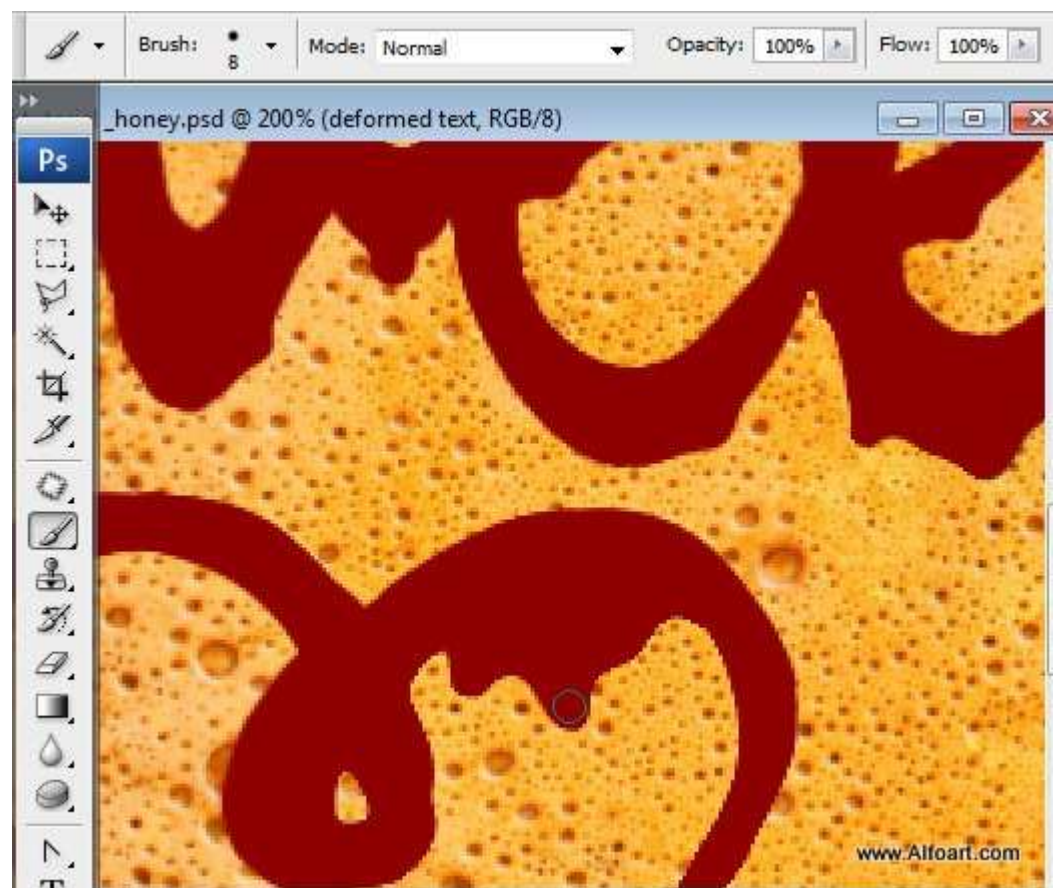 Brush: 8 Mode: Normal Opacity: 100% Flow: 100%
_honey.psd @ 200% (deformed text, RGB/8)
Ps
www.Alfoart.com
T